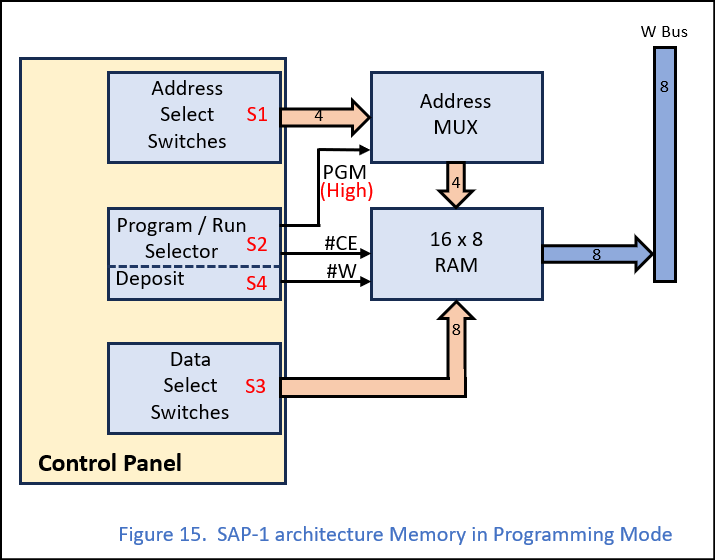 W Bus
8
Address
Select S1
Switches
4
Address
MUX
PGM
(High)
4
Program / Run
Selector S2
#CE
Deposit S4
#W
16 x 8
RAM
8
8
Data
Select S3
Switches
Control Panel
Figure 15. SAP-1 architecture Memory in Programming Mode